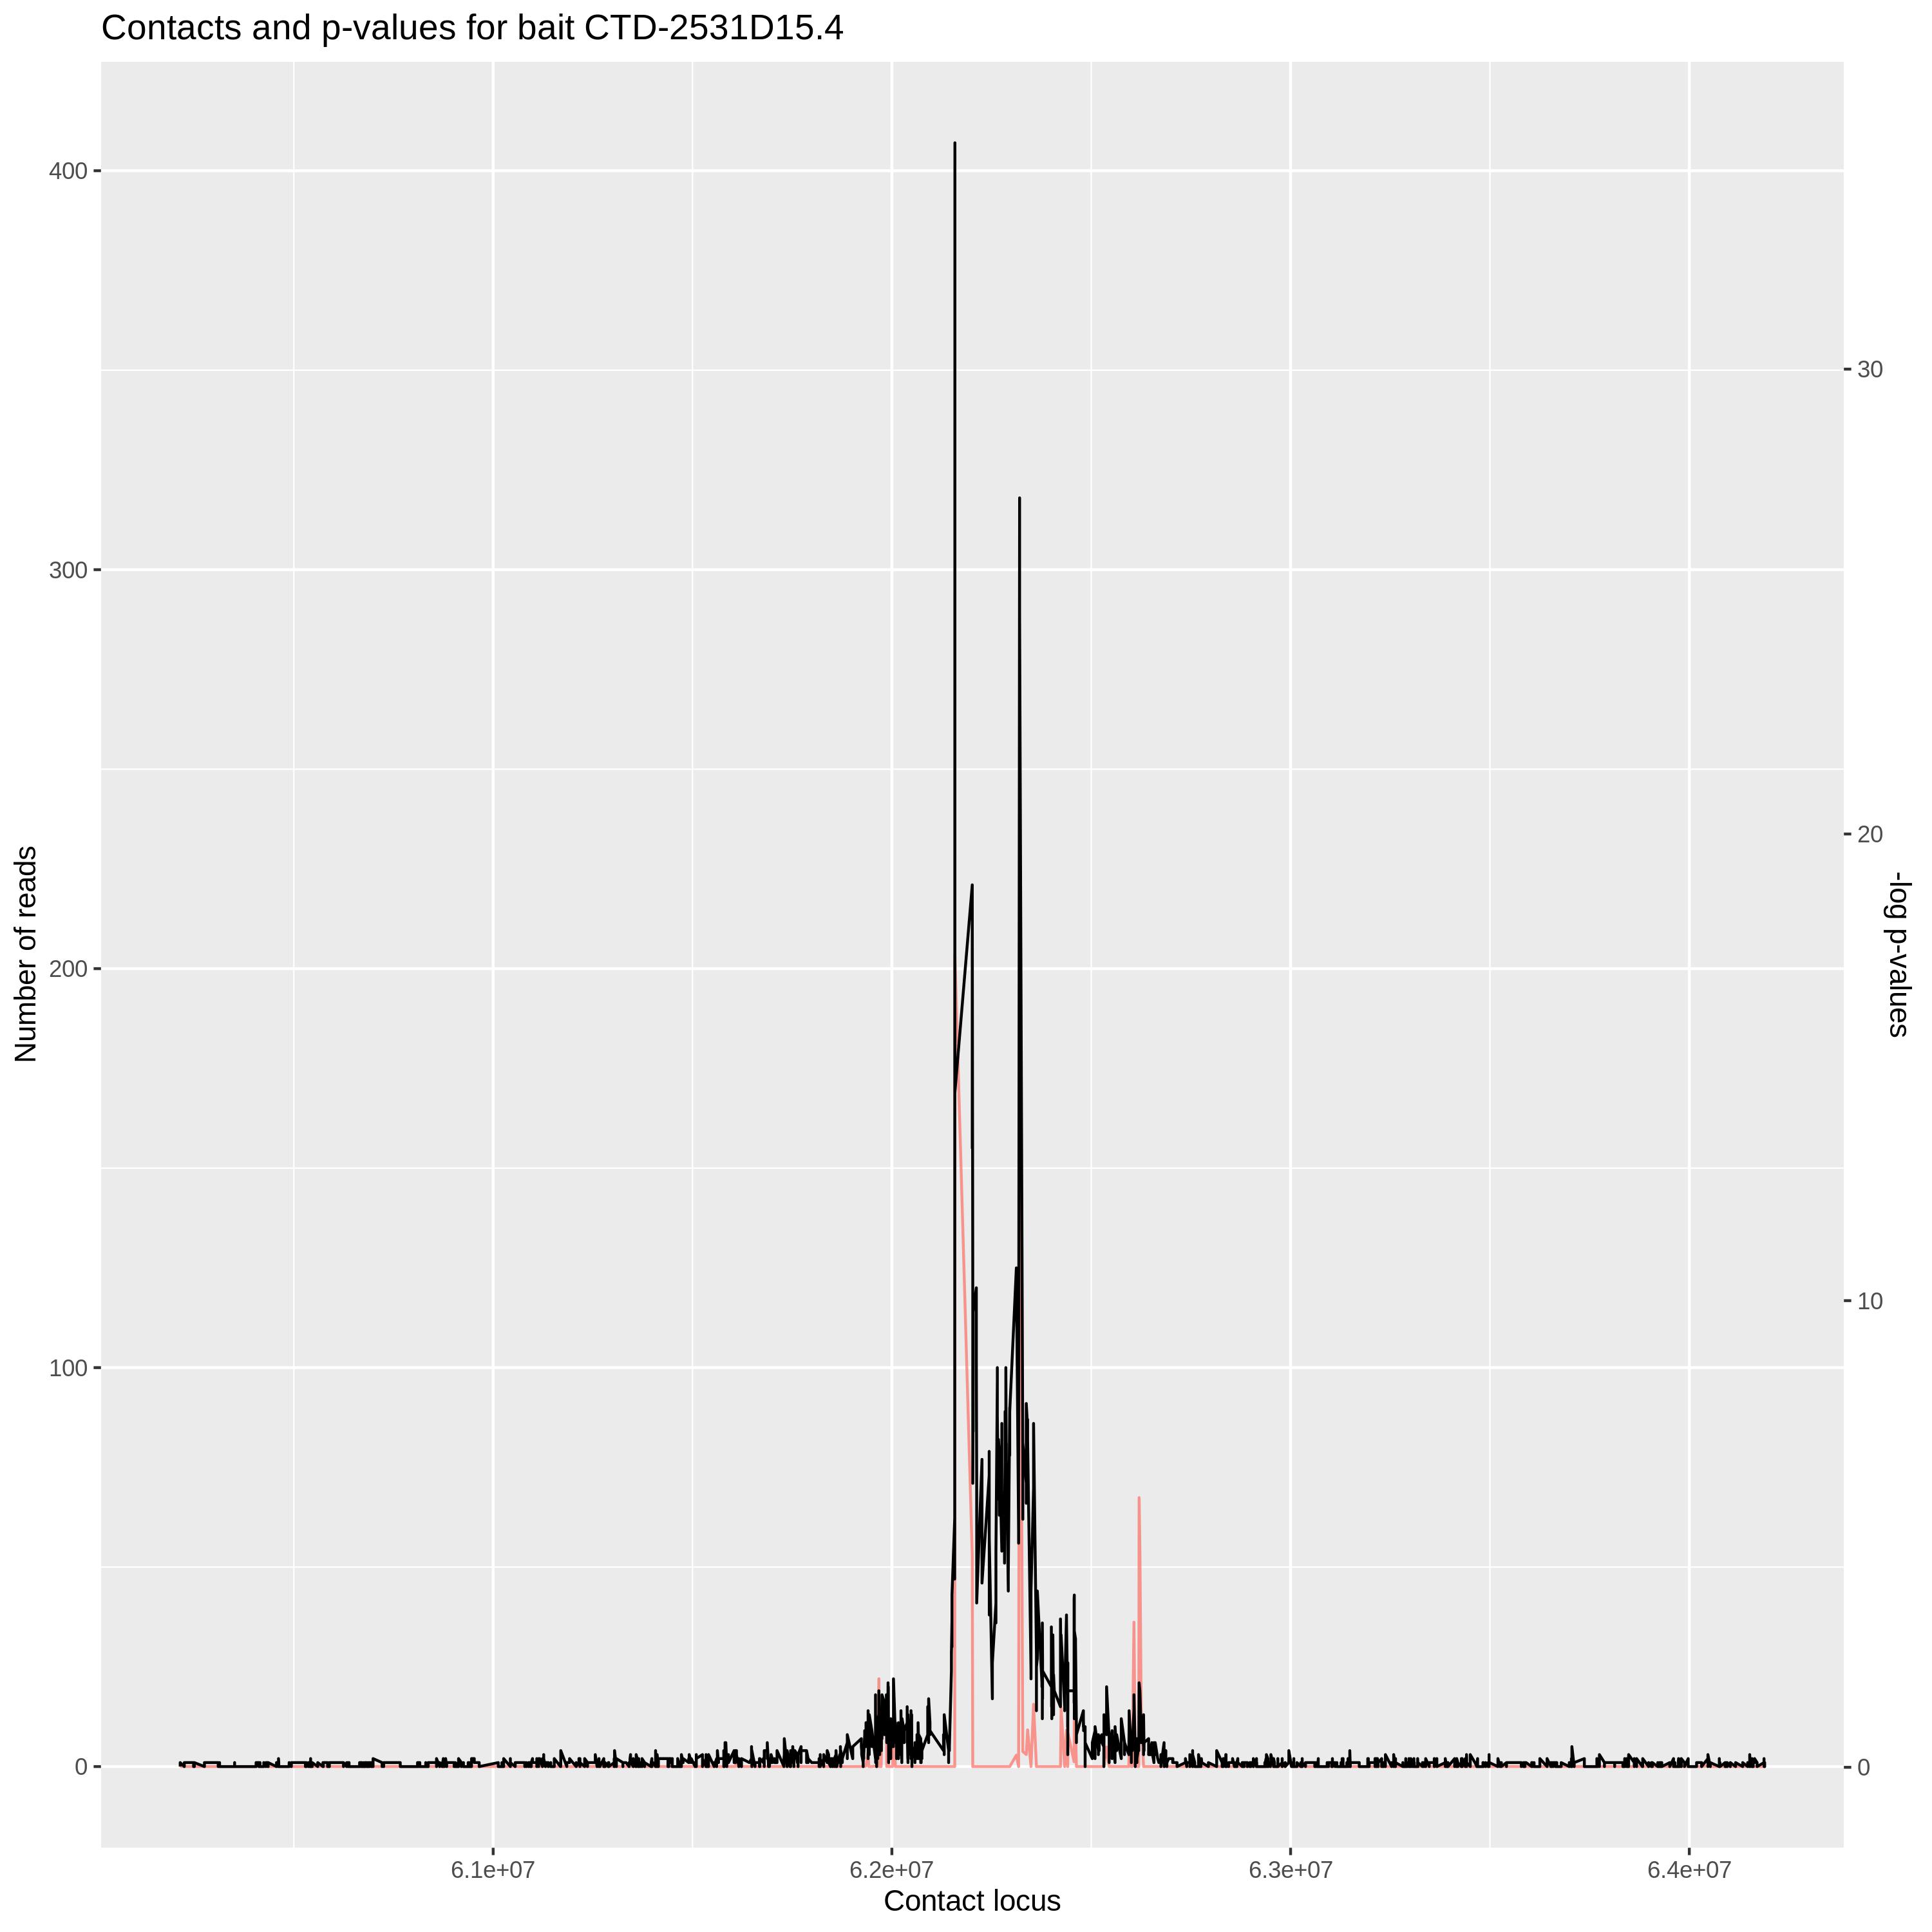 Contacts and p-values for bait CTD-2531D15.4
400
300
200
100
0
Number of reads
30
20
10
0
-log p-values
6.1e+07
6.2e+07
6.3e+07
6.4e+07
Contact locus